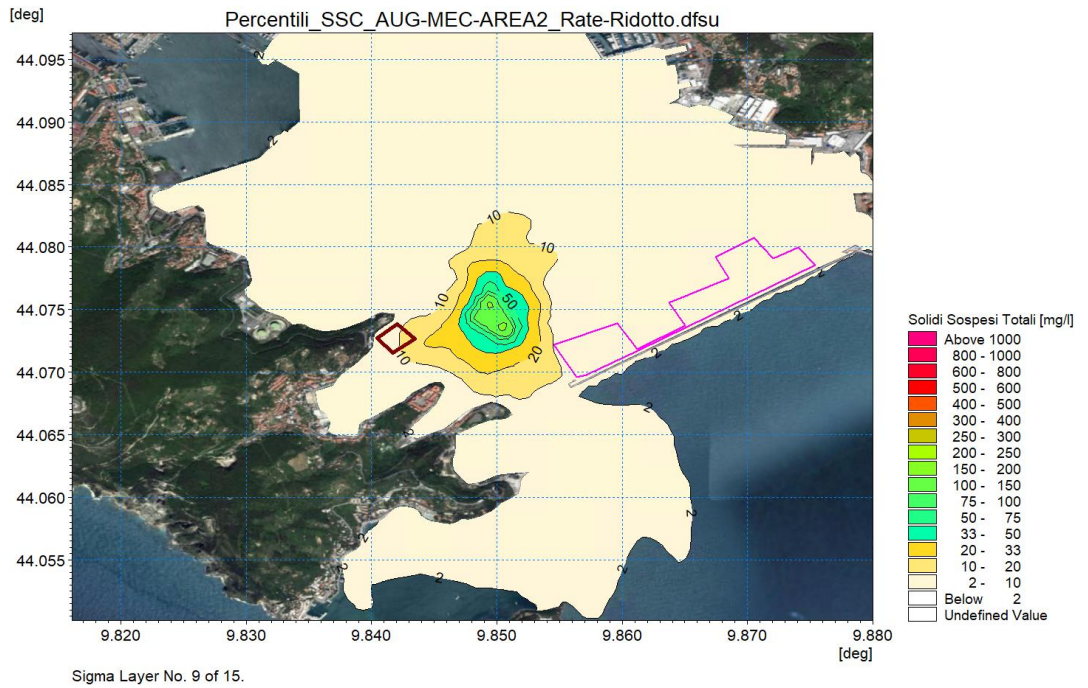 [deg]
Percentili_SSC_AUG-MEC-AREA2_Rate-Ridotto.dfsu
44.095
44.090
44.085
44.080
44.075
44.070
44.065
44.060
44.055
2
2
10
10
10
50
20
10
2
2
2
2
2
2
2
2
2
2
9.820
9.830
9.840
9.850
9.860
9.870
9.880
[deg]
Sigma Layer No. 9 of 15.
Solidi Sospesi Totali [mg/l]
Above 1000
800 - 1000
600 - 800
500 - 600
400 - 500
300 - 400
250 - 300
200 - 250
150 - 200
100 - 150
75 - 100
50 - 75
33 - 50
20 - 33
10 - 20
2 - 10
Below 2
Undefined Value